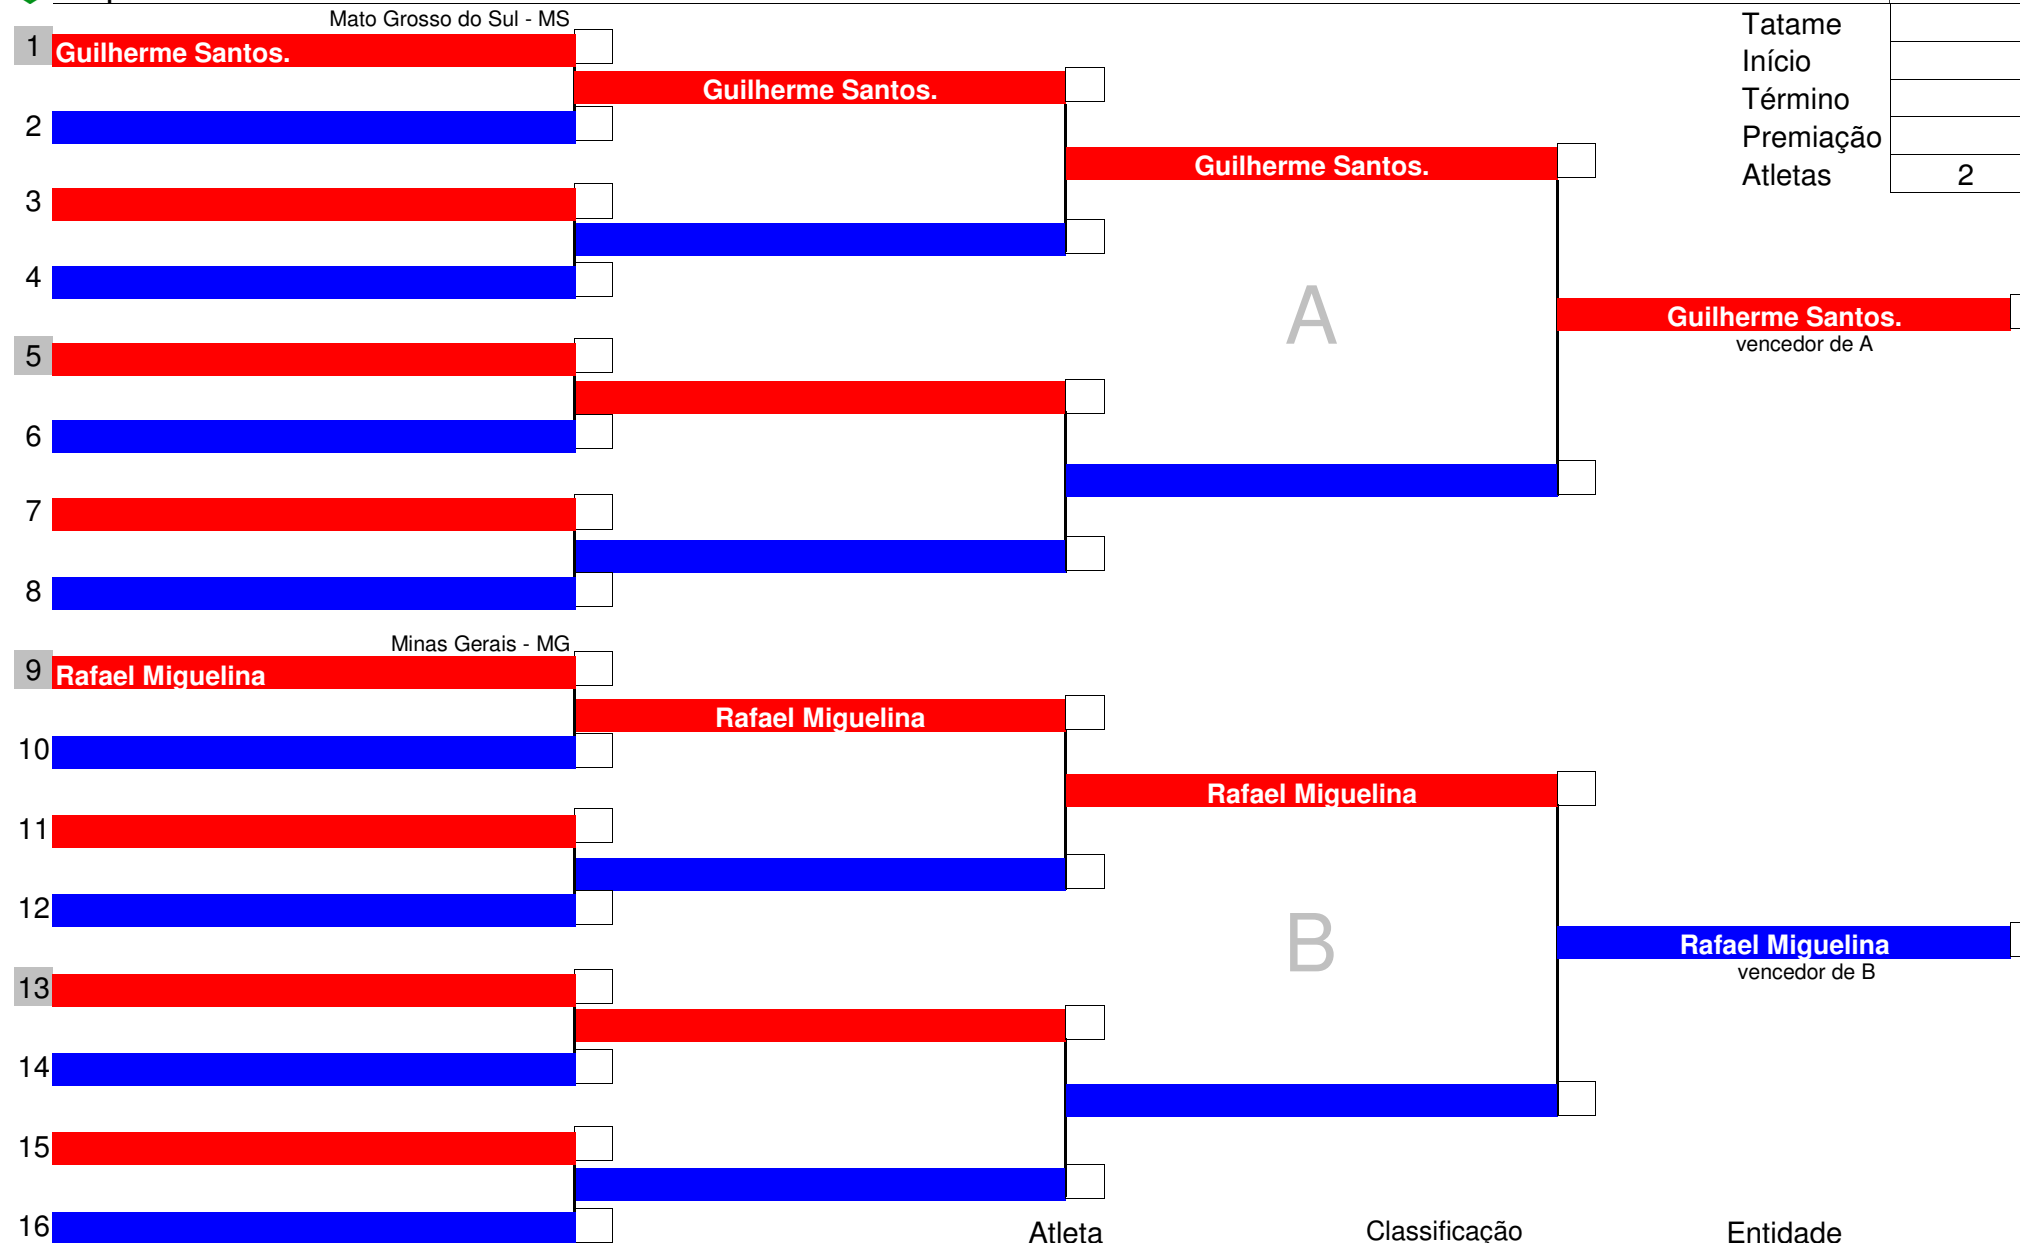 Mato Grosso do Sul - MS
Tatame
1 Guilherme Santos.
Início
Guilherme Santos.
Término
2
Premiação
Guilherme Santos.
Atletas 2
3
4
A
Guilherme Santos.
vencedor de A
5
6
7
8
Minas Gerais - MG
9 Rafael Miguelina
Rafael Miguelina
10
Rafael Miguelina
11
12
B
Rafael Miguelina
vencedor de B
13
14
15
16
Atleta Classificação Entidade